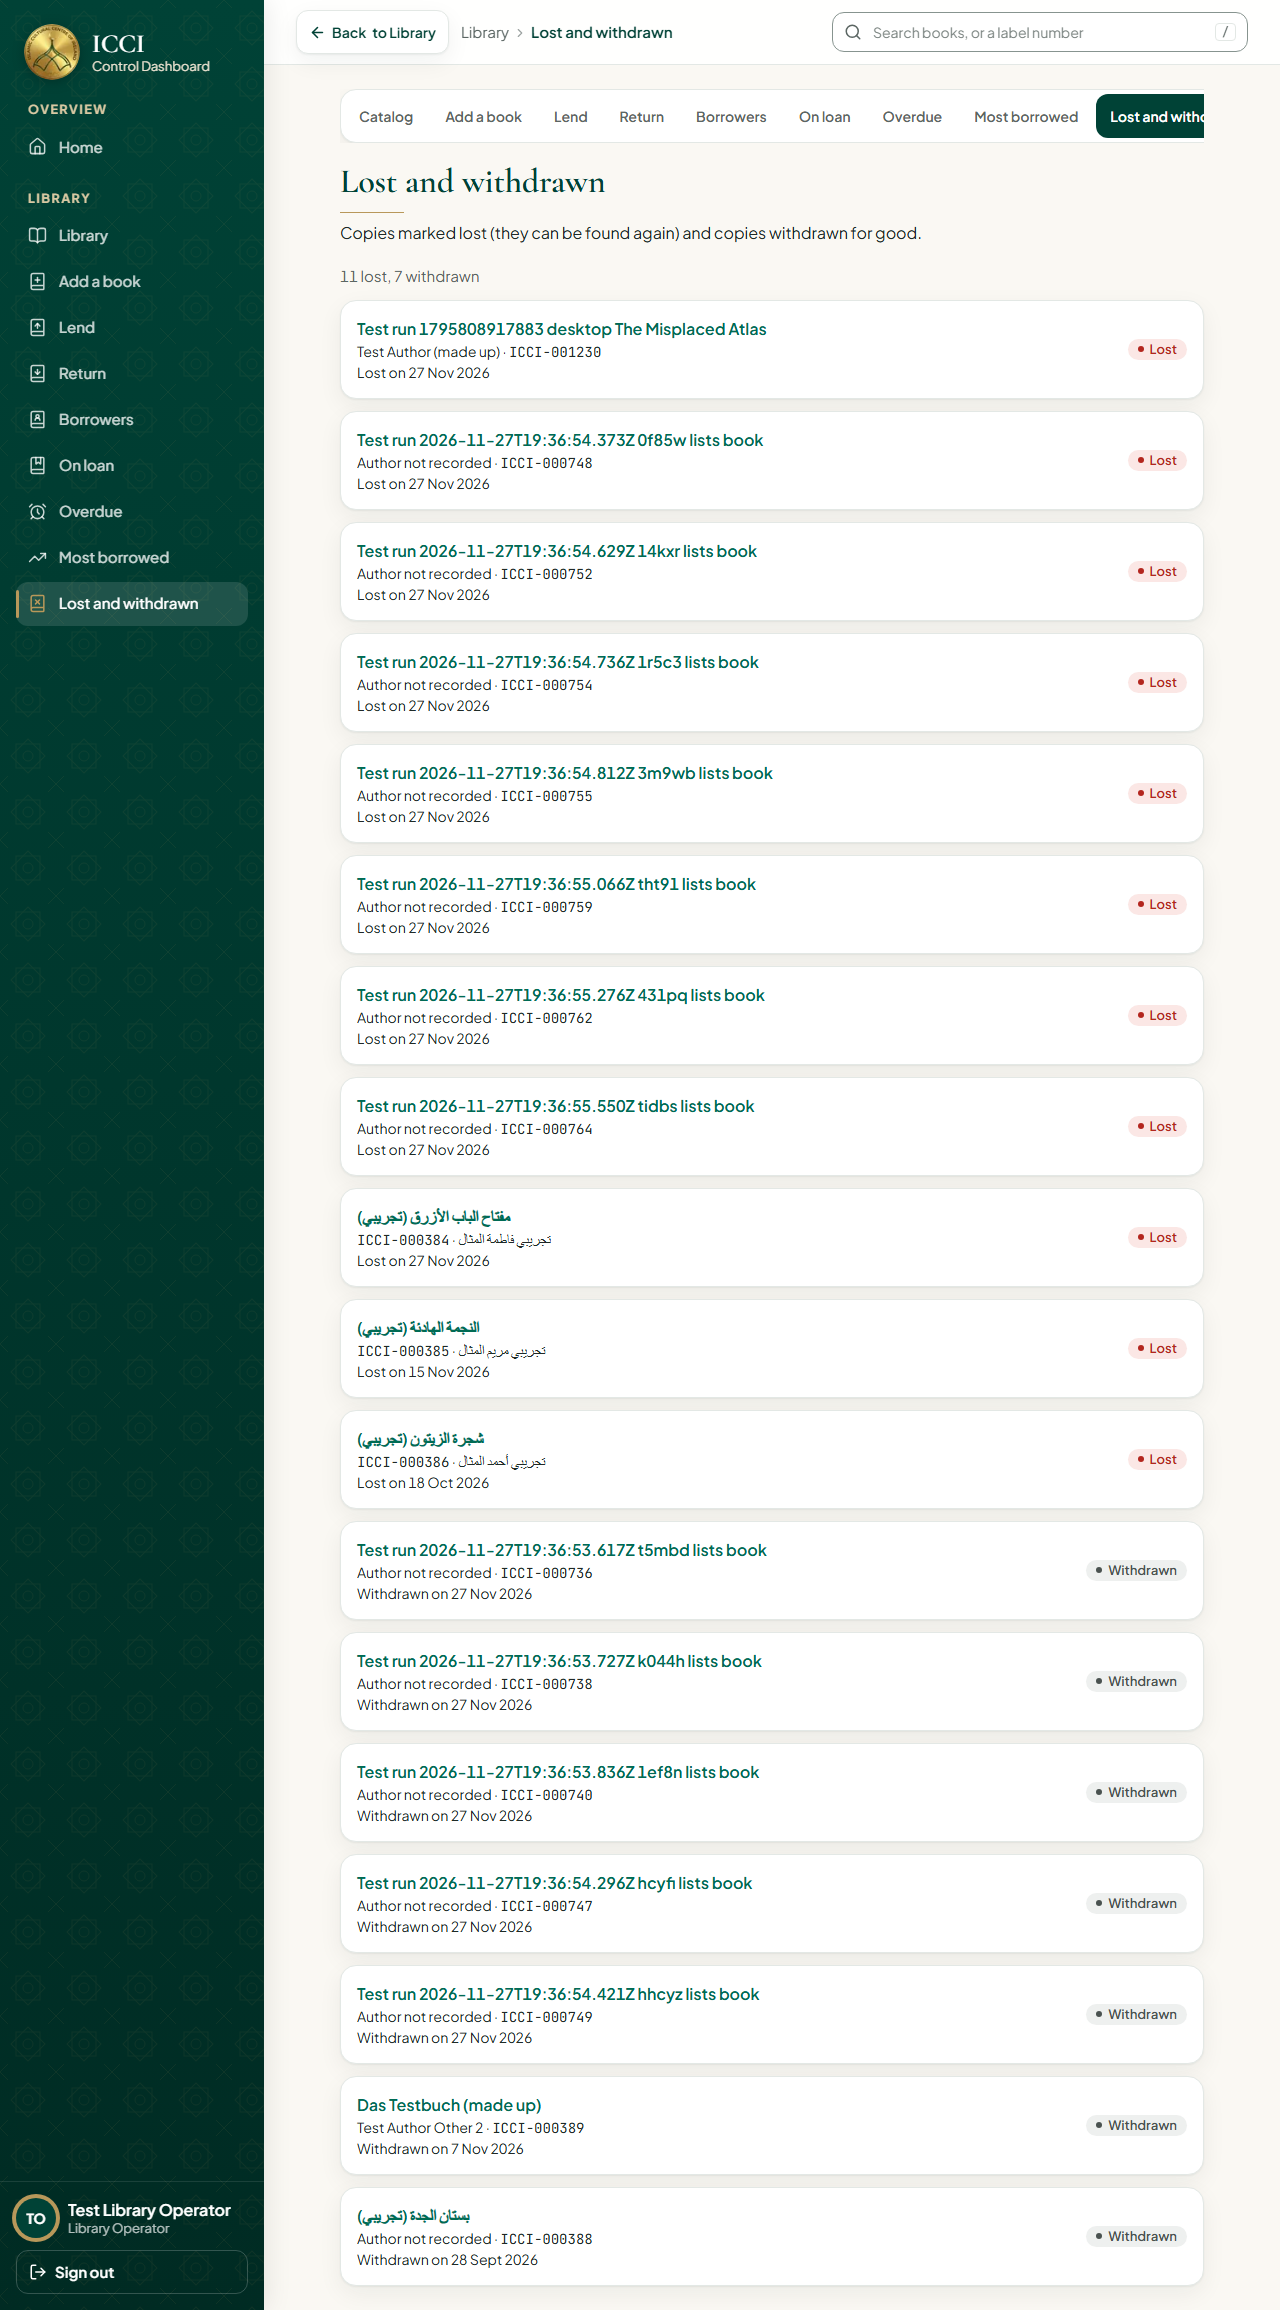 ICCI
Control Dashboard
OVERVIEW
Home
LIBRARY
Library
Add a book
Lend
Return
Borrowers
On loan
Overdue
Most borrowed
Lost and withdrawn
TO
Test Library Operator
Library Operator
Sign out
Back to Library
Library > Lost and withdrawn
Search books, or a label number /
Catalog Add a book Lend Return Borrowers On loan Overdue Most borrowed Lost and withd
Lost and withdrawn
Copies marked lost (they can be found again) and copies withdrawn for good.
11 lost, 7 withdrawn
Test run 1795808917883 desktop The Misplaced Atlas
Test Author (made up) · ICCI-001230
Lost on 27 Nov 2026
Lost
Test run 2026-11-27T19:36:54.373Z 0f85w lists book
Author not recorded · ICCI-000748
Lost on 27 Nov 2026
Lost
Test run 2026-11-27T19:36:54.629Z 14kxr lists book
Author not recorded · ICCI-000752
Lost on 27 Nov 2026
Lost
Test run 2026-11-27T19:36:54.736Z 1r5c3 lists book
Author not recorded · ICCI-000754
Lost on 27 Nov 2026
Lost
Test run 2026-11-27T19:36:54.812Z 3m9wb lists book
Author not recorded · ICCI-000755
Lost on 27 Nov 2026
Lost
Test run 2026-11-27T19:36:55.066Z tht91 lists book
Author not recorded · ICCI-000759
Lost on 27 Nov 2026
Lost
Test run 2026-11-27T19:36:55.276Z 431pq lists book
Author not recorded · ICCI-000762
Lost on 27 Nov 2026
Lost
Test run 2026-11-27T19:36:55.550Z tidbs lists book
Author not recorded · ICCI-000764
Lost on 27 Nov 2026
Lost
مفتاح الباب الأزرق (تجريبي)
تجريبي فاطمة المثال · ICCI-000384
Lost on 27 Nov 2026
Lost
النجمة الهادئة (تجريبي)
تجريبي مريم المثال · ICCI-000385
Lost on 15 Nov 2026
Lost
شجرة الزيتون (تجريبي)
تجريبي أحمد المثال · ICCI-000386
Lost on 18 Oct 2026
Lost
Test run 2026-11-27T19:36:53.617Z t5mbd lists book
Author not recorded · ICCI-000736
Withdrawn on 27 Nov 2026
Withdrawn
Test run 2026-11-27T19:36:53.727Z k044h lists book
Author not recorded · ICCI-000738
Withdrawn on 27 Nov 2026
Withdrawn
Test run 2026-11-27T19:36:53.836Z 1ef8n lists book
Author not recorded · ICCI-000740
Withdrawn on 27 Nov 2026
Withdrawn
Test run 2026-11-27T19:36:54.296Z hcyfi lists book
Author not recorded · ICCI-000747
Withdrawn on 27 Nov 2026
Withdrawn
Test run 2026-11-27T19:36:54.421Z hhcyz lists book
Author not recorded · ICCI-000749
Withdrawn on 27 Nov 2026
Withdrawn
Das Testbuch (made up)
Test Author Other 2 · ICCI-000389
Withdrawn on 7 Nov 2026
Withdrawn
بستان الجدة (تجريبي)
Author not recorded · ICCI-000388
Withdrawn on 28 Sept 2026
Withdrawn